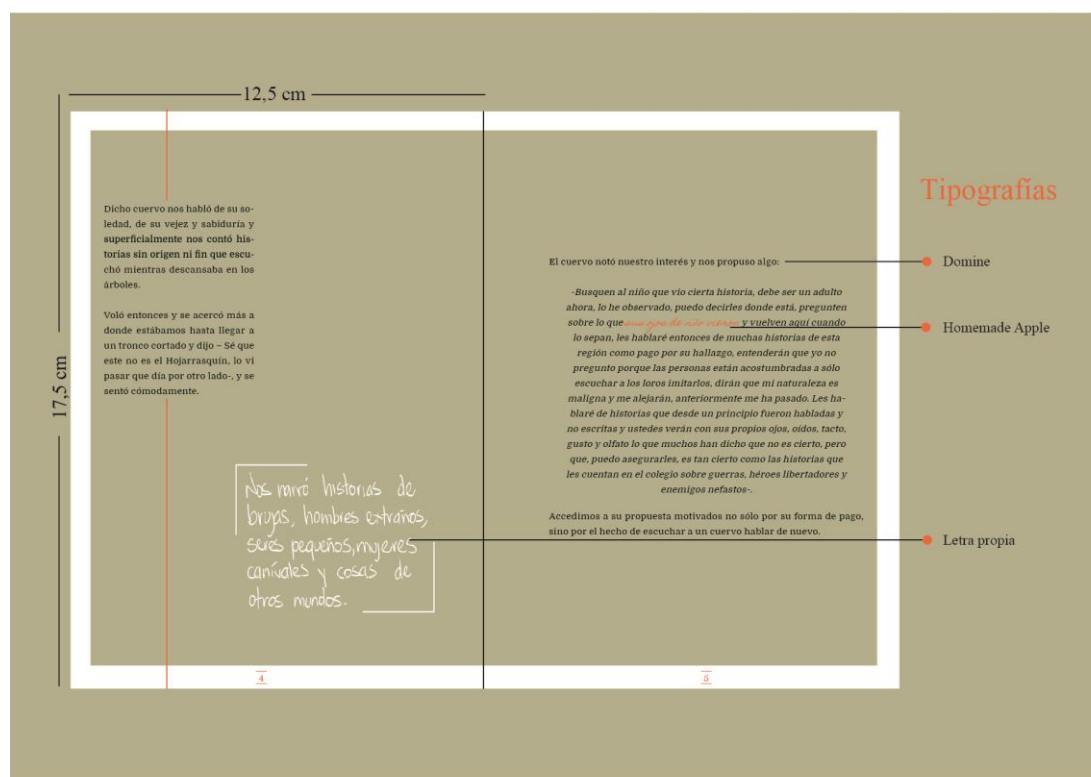 12,5 cm
17,5 cm
Dicho cuervo nos habló de su so-
ledad, de su vejez y sabiduría y
superficialmente nos contó his-
torias sin origen ni fin que escu-
chó mientras descansaba en los
árboles.
Voló entonces y se acercó más a
donde estábamos hasta llegar a
un tronco cortado y dijo – Sé que
este no es el Hojarrasquín, lo vi
pasar que día por otro lado-, y se
sentó cómodamente.
Nos narró historias de
brujas, hombres extraños,
seres pequeños, mujeres
canívales y cosas de
otros mundos.
4
El cuervo notó nuestro interés y nos propuso algo:
-Busquen al niño que vio cierta historia, debe ser un adulto
ahora, lo he observado, puedo decirles donde está, pregunten
sobre lo que sus ojos de niño vieron y vuelven aquí cuando
lo sepan, les hablaré entonces de muchas historias de esta
región como pago por su hallazgo, entenderán que yo no
pregunto porque las personas están acostumbradas a sólo
escuchar a los loros imitarlos, dirán que mi naturaleza es
maligna y me alejarán, anteriormente me ha pasado. Les ha-
blaré de historias que desde un principio fueron habladas y
no escritas y ustedes verán con sus propios ojos, oídos, tacto,
gusto y olfato lo que muchos han dicho que no es cierto, pero
que, puedo asegurarles, es tan cierto como las historias que
les cuentan en el colegio sobre guerras, héroes libertadores y
enemigos nefastos-.
Accedimos a su propuesta motivados no sólo por su forma de pago,
sino por el hecho de escuchar a un cuervo hablar de nuevo.
5
Tipografías
Domine
Homemade Apple
Letra propia